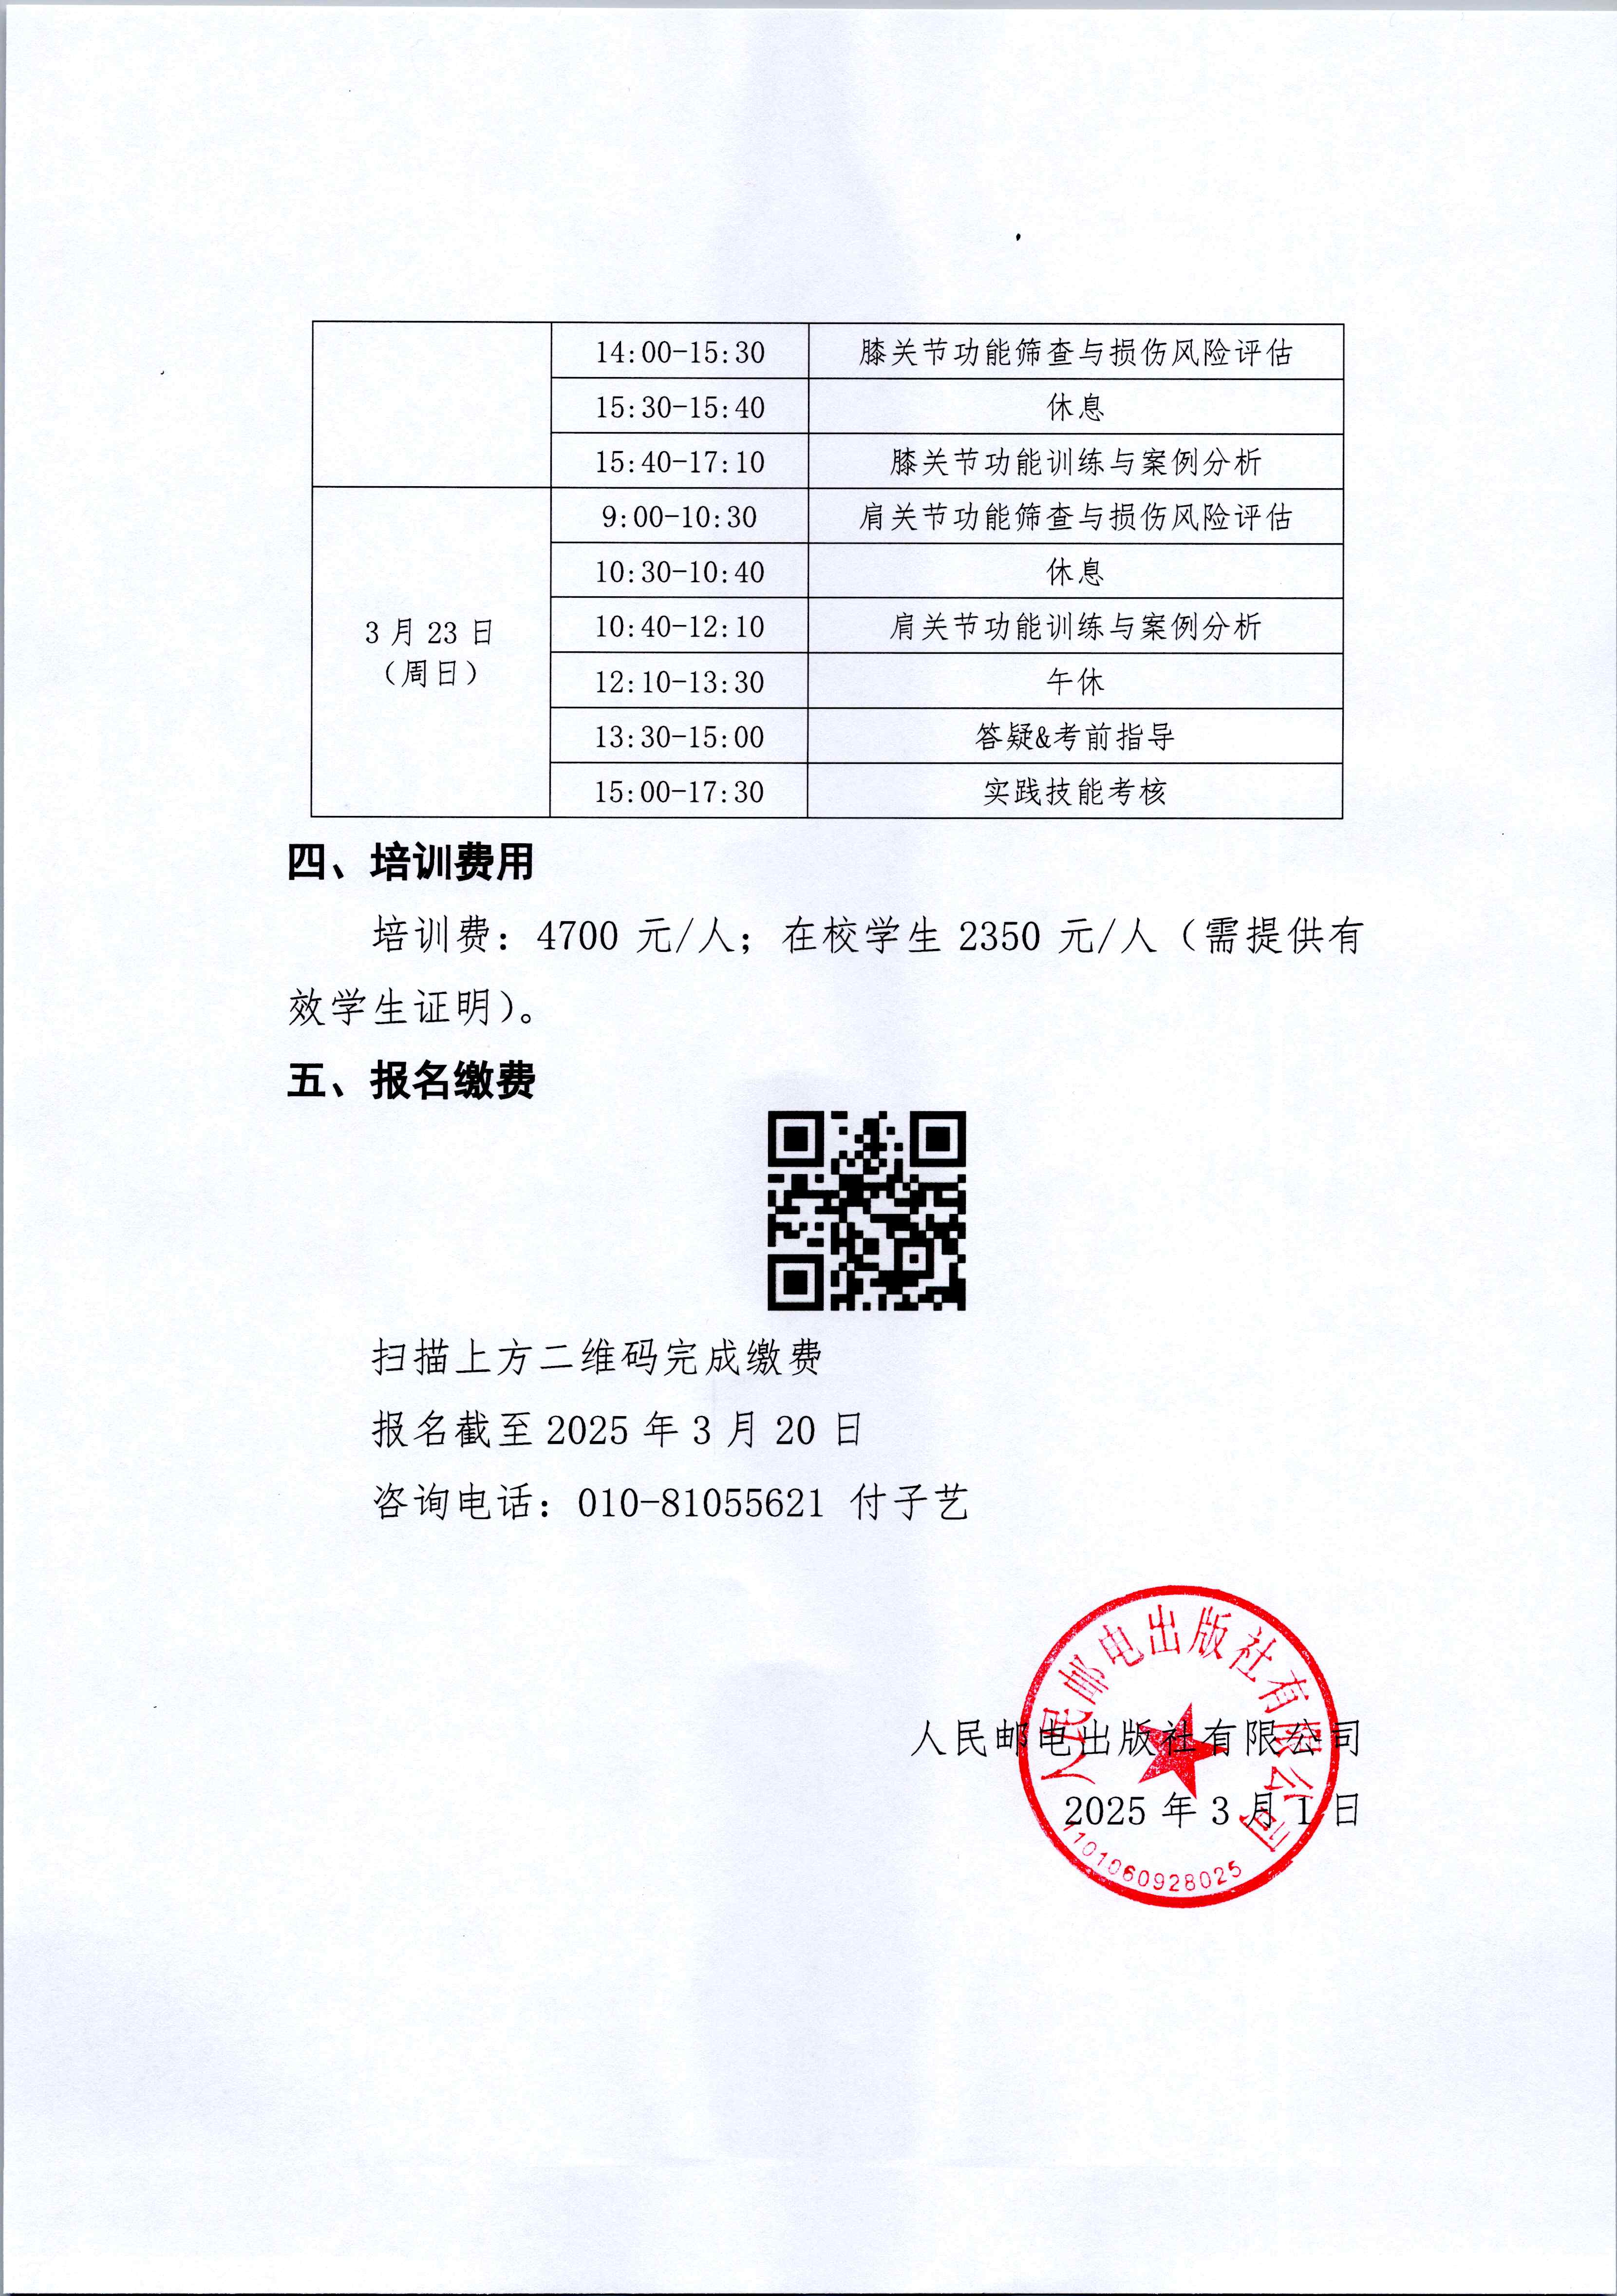 14:00-15:30 膝关节功能筛查与损伤风险评估
15:30-15:40 休息
15:40-17:10 膝关节功能训练与案例分析
3 月 23 日
（周日）
9:00-10:30 肩关节功能筛查与损伤风险评估
10:30-10:40 休息
10:40-12:10 肩关节功能训练与案例分析
12:10-13:30 午休
13:30-15:00 答疑&考前指导
15:00-17:30 实践技能考核
四、培训费用
培训费：4700 元/人；在校学生 2350 元/人（需提供有
效学生证明）。
五、报名缴费
扫描上方二维码完成缴费
报名截至 2025 年 3 月 20 日
咨询电话：010-81055621 付子艺
人民邮电出版社有限公司
2025 年 3 月 1 日
人民邮电出版社有限公司
1101060928025